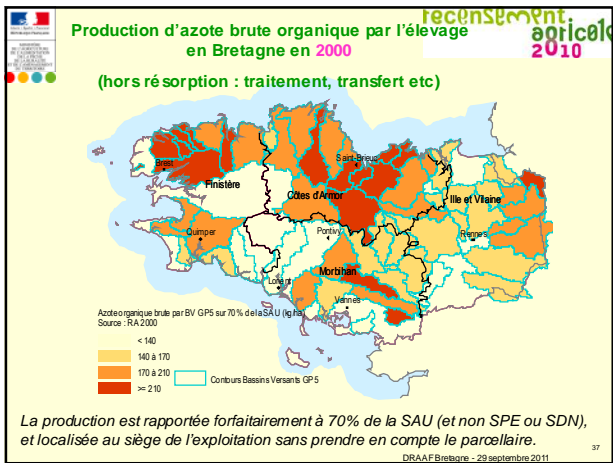 Production d'azote brute organique par l'élevage
en Bretagne en 2000
(hors résorption : traitement, transfert etc)
recensement
agricole
2010
Brest
Finistère
Saint-Brieuc
Côtes d'Armor
Ille et Vilaine
Quimper
Pontivy
Rennes
Lorient
Morbihan
Vannes
Azote organique brute par BV GP5 sur 70% de la SAU (kg/ha)
Source : RA 2000
< 140
140 à 170
170 à 210
>= 210
Contours Bassins Versants GP5
La production est rapportée forfaitairement à 70% de la SAU (et non SPE ou SDN),
et localisée au siège de l'exploitation sans prendre en compte le parcellaire.
37
DRAAF Bretagne - 29 septembre 2011